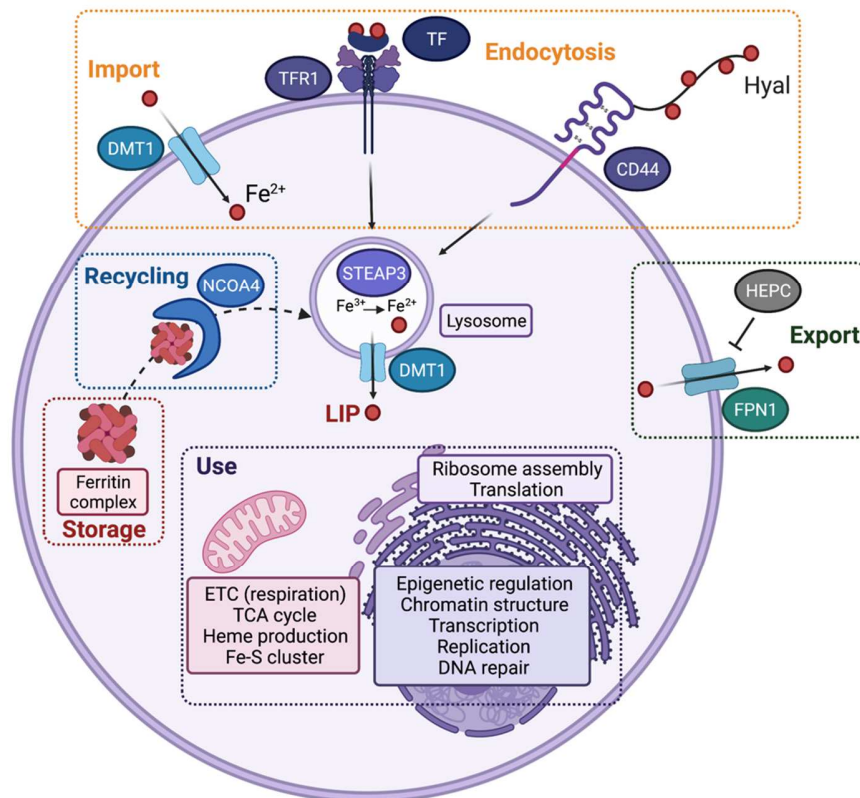 TF
Endocytosis
Import
TFR1
Hyal
DMT1
CD44
Fe2+
Recycling
NCOA4
STEAP3
Fe3+ → Fe2+
Lysosome
HEPC
Export
DMT1
FPN1
LIP
Ferritin
complex
Storage
Use
Ribosome assembly
Translation
ETC (respiration)
TCA cycle
Heme production
Fe-S cluster
Epigenetic regulation
Chromatin structure
Transcription
Replication
DNA repair